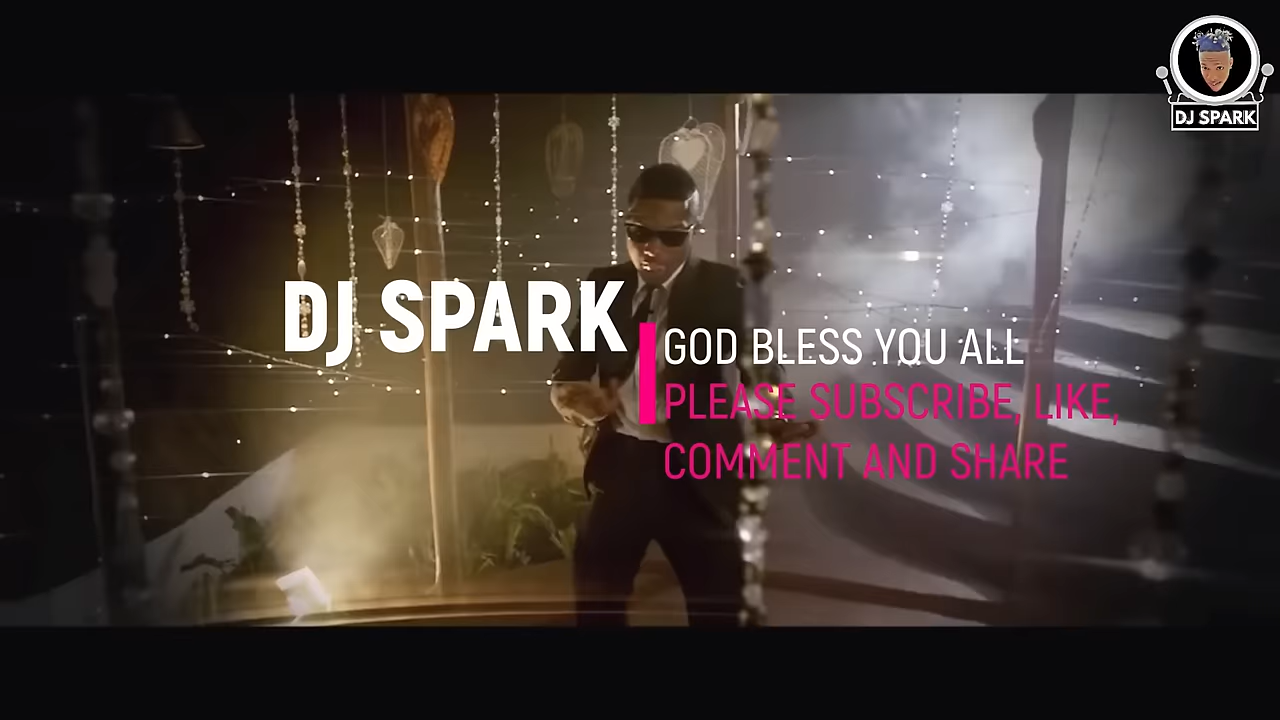 DJ SPARK
DJ SPARK
GOD BLESS YOU ALL
PLEASE SUBSCRIBE, LIKE,
COMMENT AND SHARE